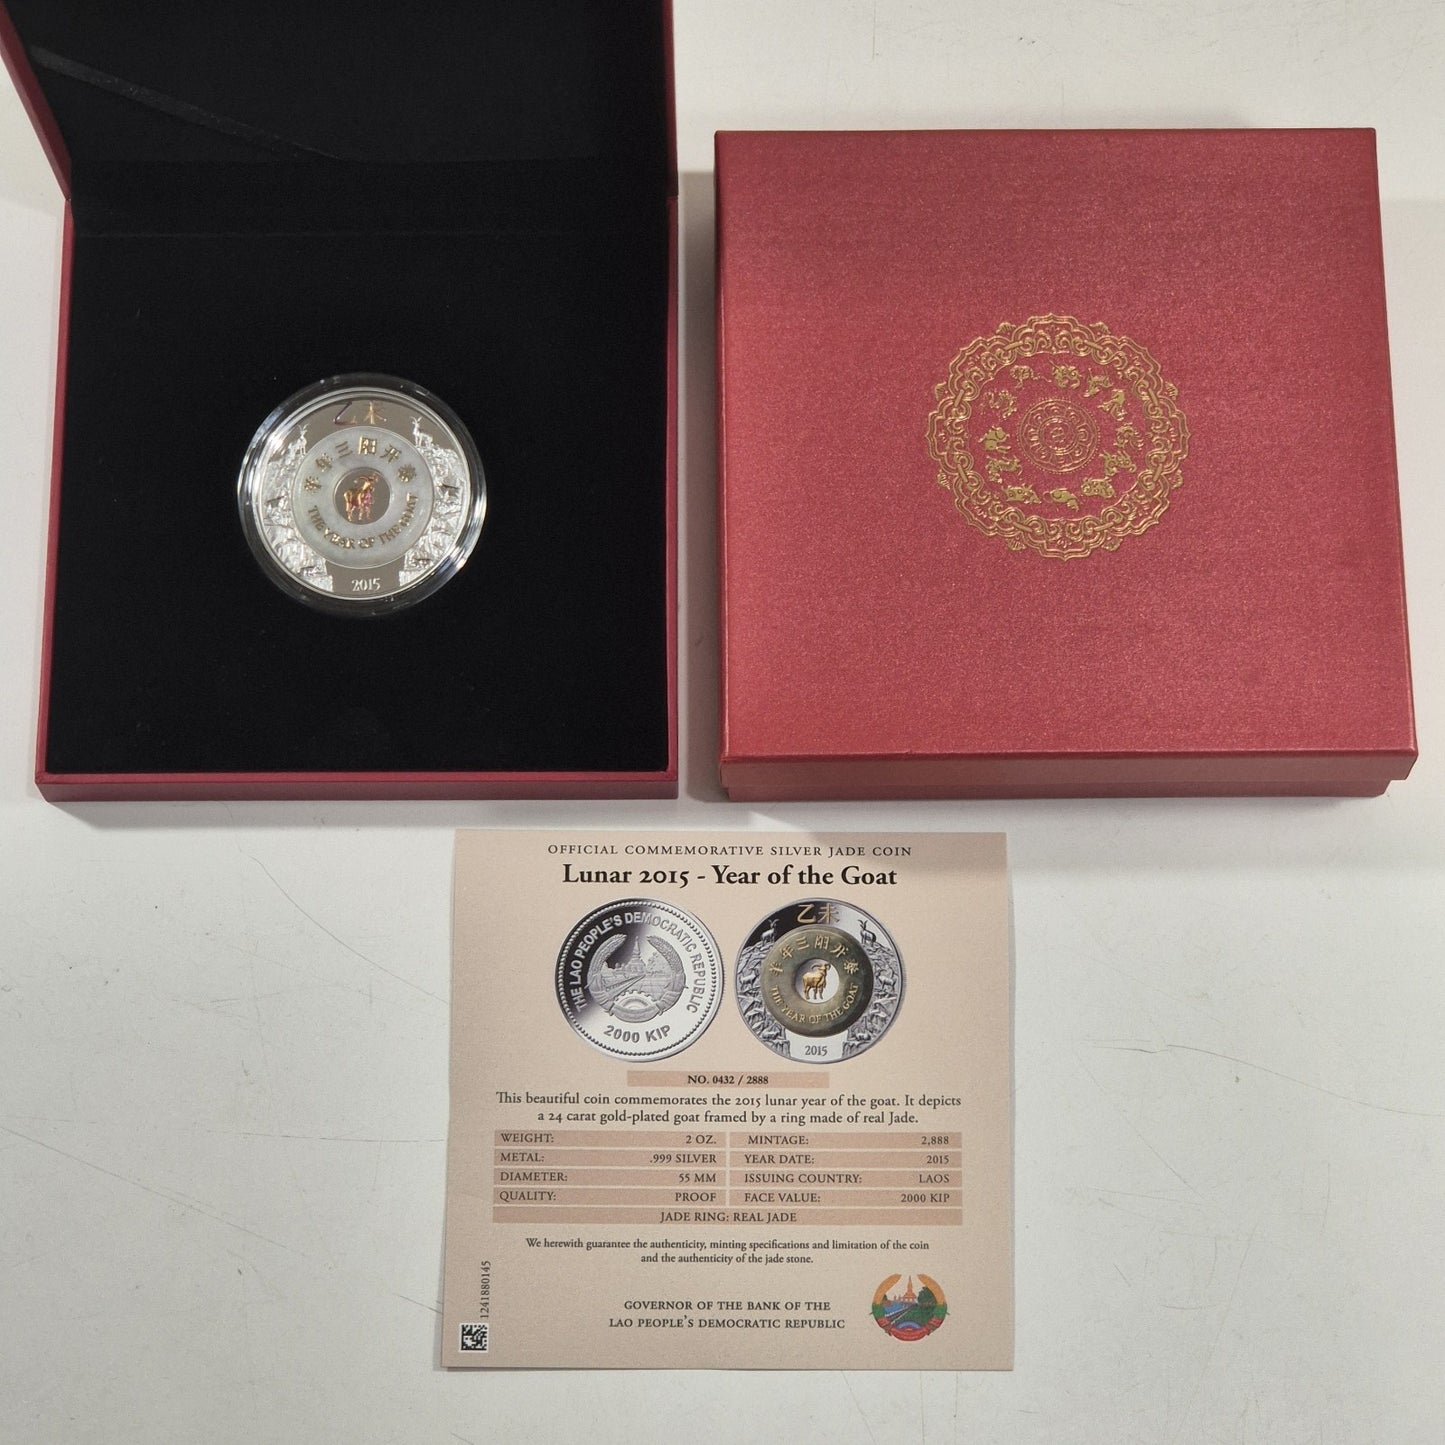 乙未
羊年三陽开泰
THE YEAR OF THE GOAT
2015
OFFICIAL COMMEMORATIVE SILVER JADE COIN
Lunar 2015 - Year of the Goat
THE LAO PEOPLE'S DEMOCRATIC REPUBLIC
2000 KIP
乙未
羊年三陽开泰
THE YEAR OF THE GOAT
2015
NO. 0432 / 2888
This beautiful coin commemorates the 2015 lunar year of the goat. It depicts
a 24 carat gold-plated goat framed by a ring made of real Jade.
WEIGHT: 2 OZ. MINTAGE: 2,888
METAL: .999 SILVER YEAR DATE: 2015
DIAMETER: 55 MM ISSUING COUNTRY: LAOS
QUALITY: PROOF FACE VALUE: 2000 KIP
JADE RING: REAL JADE
We herewith guarantee the authenticity, minting specifications and limitation of the coin
and the authenticity of the jade stone.
GOVERNOR OF THE BANK OF THE
LAO PEOPLE'S DEMOCRATIC REPUBLIC
1241880145